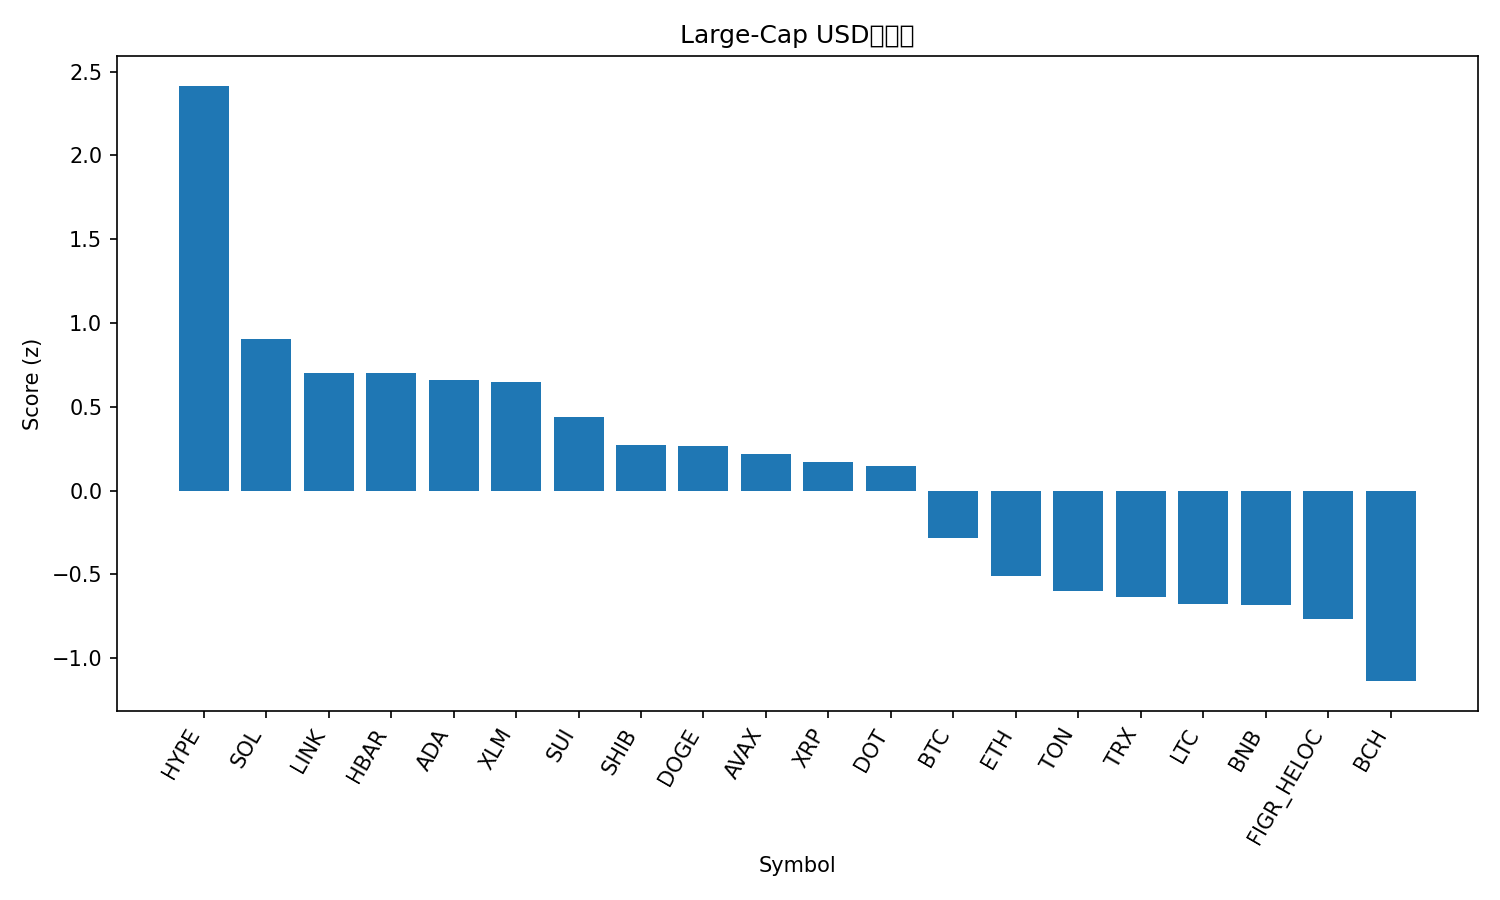 Large-Cap USD
Score (z)
2.5
2.0
1.5
1.0
0.5
0.0
−0.5
−1.0
HYPE
SOL
LINK
HBAR
ADA
XLM
SUI
SHIB
DOGE
AVAX
XRP
DOT
BTC
ETH
TON
TRX
LTC
BNB
FIGR_HELOC
BCH
Symbol